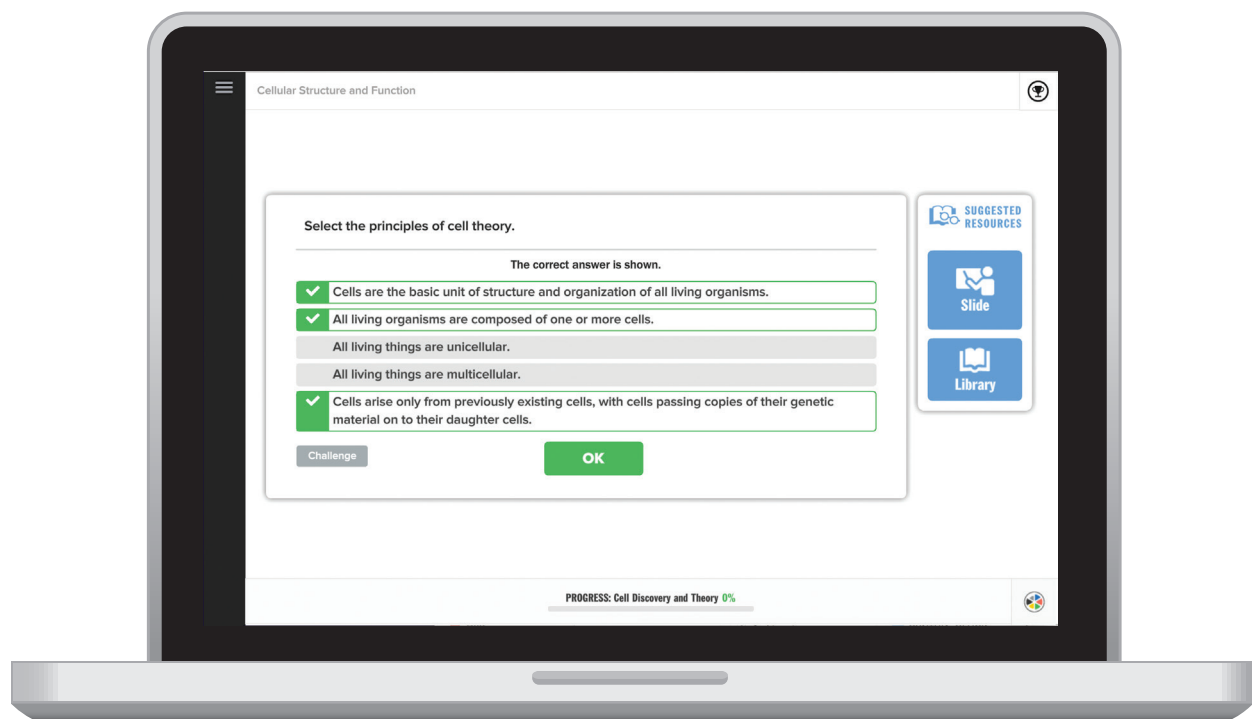 Cellular Structure and Function
Select the principles of cell theory.
The correct answer is shown.
Cells are the basic unit of structure and organization of all living organisms.
All living organisms are composed of one or more cells.
All living things are unicellular.
All living things are multicellular.
Cells arise only from previously existing cells, with cells passing copies of their genetic
material on to their daughter cells.
Challenge
OK
SUGGESTED
RESOURCES
Slide
Library
PROGRESS: Cell Discovery and Theory 0%